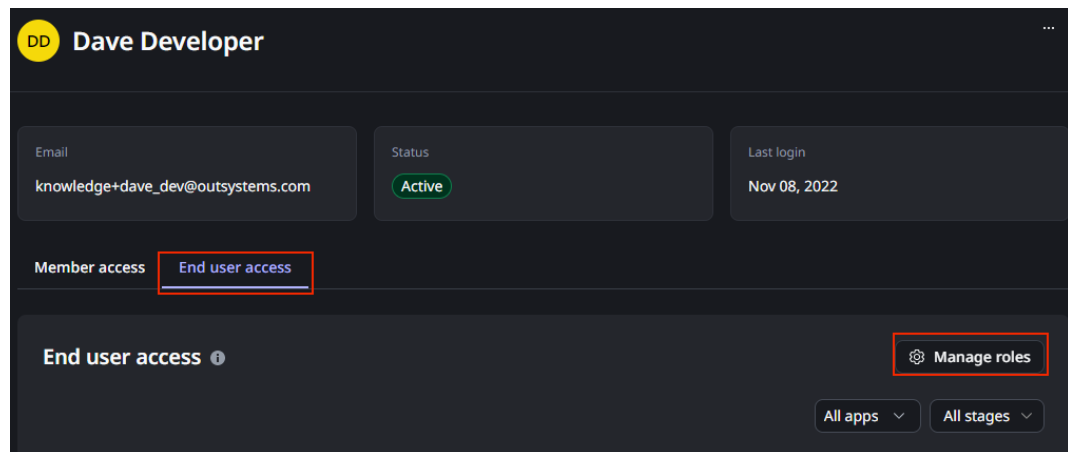 DD Dave Developer ...
Email
knowledge+dave_dev@outsystems.com
Status
Active
Last login
Nov 08, 2022
Member access End user access
End user access
Manage roles
All apps All stages